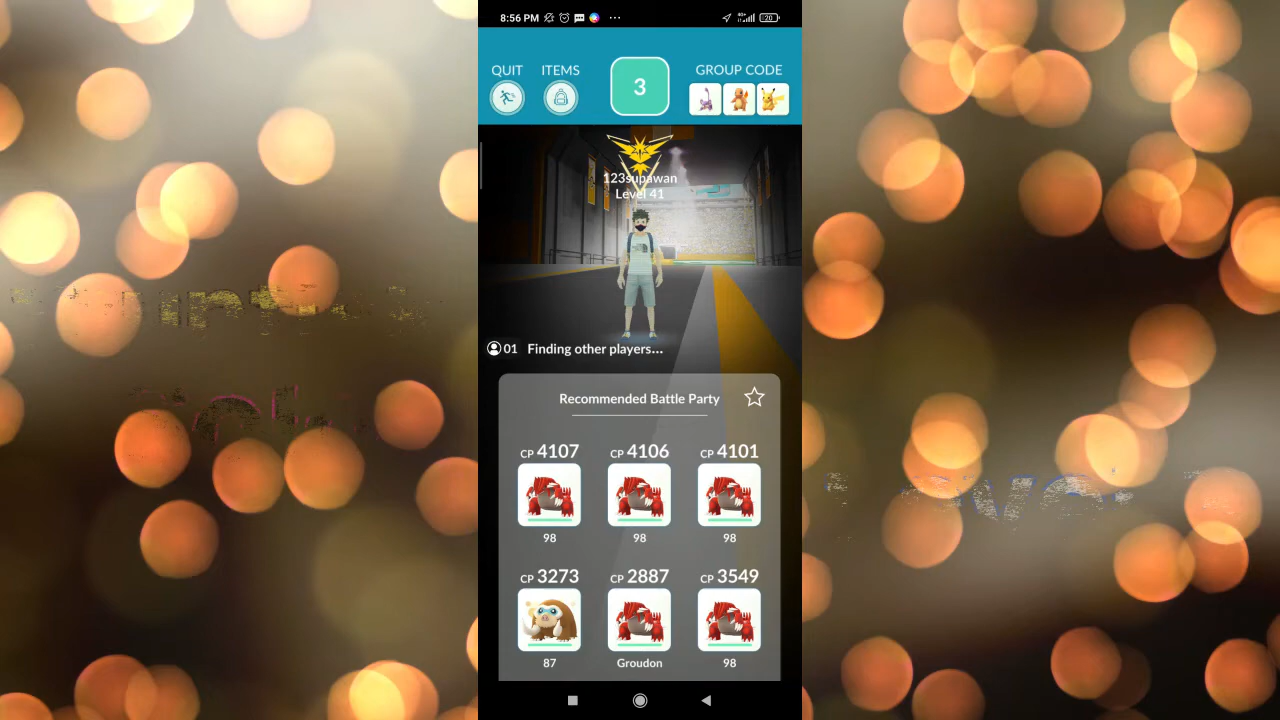 8:56 PM
20
QUIT
ITEMS
3
GROUP CODE
123supawan
Level 41
01 Finding other players...
Recommended Battle Party
CP 4107
CP 4106
CP 4101
98
98
98
CP 3273
CP 2887
CP 3549
87
Groudon
98